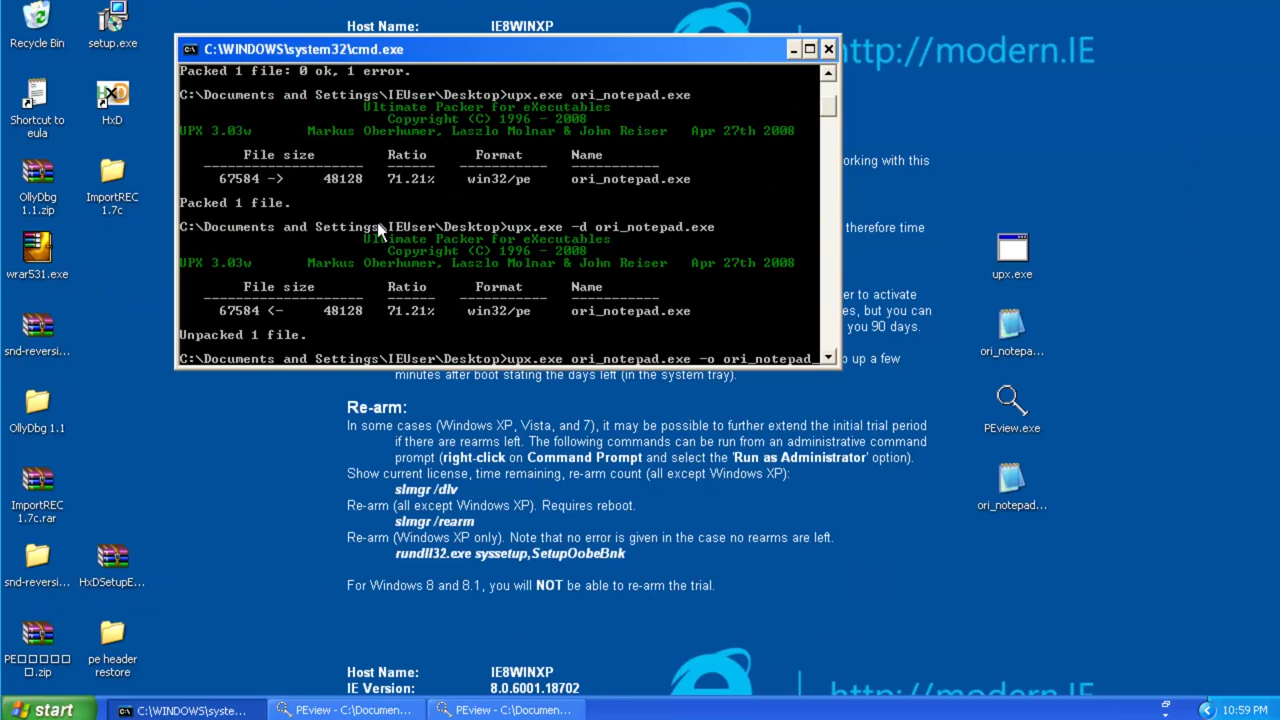 Host Name: IE8WINXP
http://modern.IE
Recycle Bin
setup.exe
C:\WINDOWS\system32\cmd.exe
Packed 1 file: 0 ok, 1 error.
C:\Documents and Settings\IEUser\Desktop>upx.exe ori_notepad.exe
Ultimate Packer for eXecutables
Copyright (C) 1996 - 2008
UPX 3.03w Markus Oberhumer, Laszlo Molnar & John Reiser Apr 27th 2008
File size Ratio Format Name
67584 -> 48128 71.21% win32/pe ori_notepad.exe
Packed 1 file.
C:\Documents and Settings\IEUser\Desktop>upx.exe -d ori_notepad.exe
Ultimate Packer for eXecutables
Copyright (C) 1996 - 2008
UPX 3.03w Markus Oberhumer, Laszlo Molnar & John Reiser Apr 27th 2008
File size Ratio Format Name
67584 <- 48128 71.21% win32/pe ori_notepad.exe
Unpacked 1 file.
C:\Documents and Settings\IEUser\Desktop>upx.exe ori_notepad.exe -o ori_notepad_
Shortcut to
eula
HxD
OllyDbg
1.1.zip
ImportREC
1.7c
wrar531.exe
snd-reversi...
OllyDbg 1.1
ImportREC
1.7c.rar
snd-reversi...
HxDSetupE...
PE□□□□□
□.zip
pe header
restore
orking with this
therefore time
er to activate
es, but you can
you 90 days.
p up a few
minutes after boot stating the days left (in the system tray).
Re-arm:
In some cases (Windows XP, Vista, and 7), it may be possible to further extend the initial trial period
if there are rearms left. The following commands can be run from an administrative command
prompt (right-click on Command Prompt and select the 'Run as Administrator' option).
Show current license, time remaining, re-arm count (all except Windows XP):
slmgr /dlv
Re-arm (all except Windows XP). Requires reboot.
slmgr /rearm
Re-arm (Windows XP only). Note that no error is given in the case no rearms are left.
rundll32.exe syssetup,SetupOobeBnk
For Windows 8 and 8.1, you will NOT be able to re-arm the trial.
Host Name: IE8WINXP
IE Version: 8.0.6001.18702
http://modern.IE
upx.exe
ori_notepa...
PEview.exe
ori_notepad...
start
C:\WINDOWS\syste...
PEview - C:\Documen...
PEview - C:\Documen...
10:59 PM